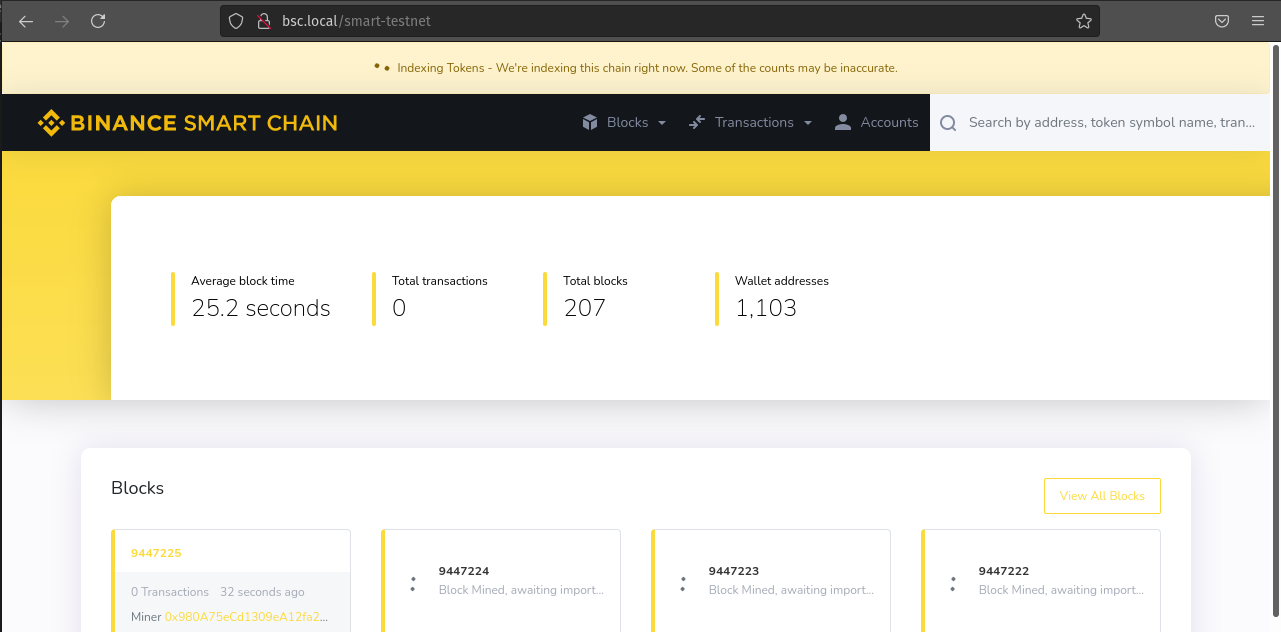 bsc.local/smart-testnet
Indexing Tokens - We're indexing this chain right now. Some of the counts may be inaccurate.
BINANCE SMART CHAIN
Blocks
Transactions
Accounts
Search by address, token symbol name, tran...
Average block time
25.2 seconds
Total transactions
0
Total blocks
207
Wallet addresses
1,103
Blocks
View All Blocks
9447225
0 Transactions 32 seconds ago
Miner 0x980A75eCd1309eA12fa2...
9447224
Block Mined, awaiting import...
9447223
Block Mined, awaiting import...
9447222
Block Mined, awaiting import...